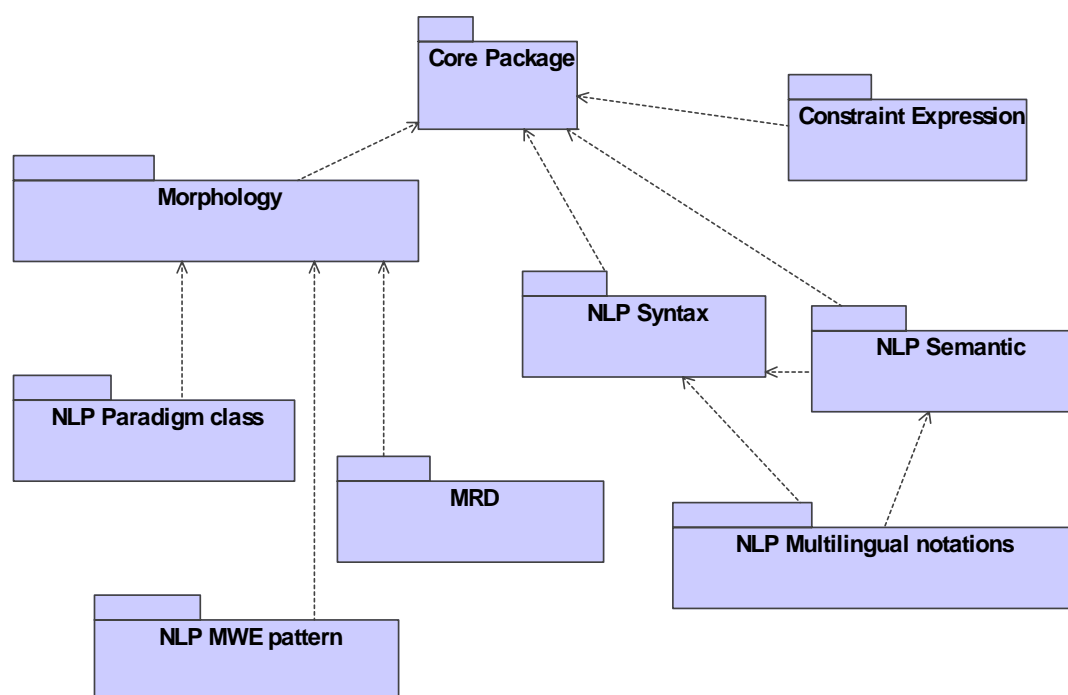 Core Package
Constraint Expression
Morphology
NLP Syntax
NLP Semantic
NLP Paradigm class
MRD
NLP Multilingual notations
NLP MWE pattern